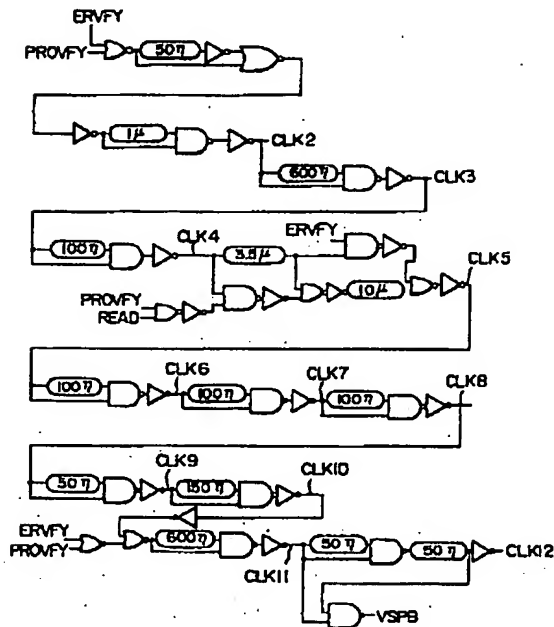 ERVFY
PROVFY
50η
1μ
CLK2
600η
CLK3
100η
CLK4
3.5μ
ERVFY
CLK5
PROVFY
READ
10μ
100η
CLK6
100η
CLK7
100η
CLK8
50η
CLK9
150η
CLK10
ERVFY
PROVFY
600η
CLK11
50η
50η
CLK12
VSPB